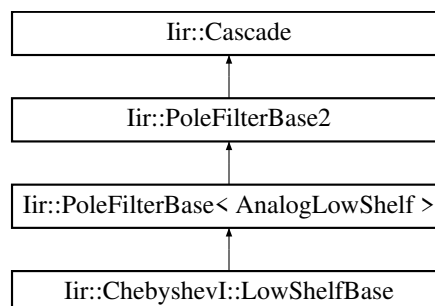 Iir::Cascade
Iir::PoleFilterBase2
Iir::PoleFilterBase< AnalogLowShelf >
Iir::ChebyshevI::LowShelfBase